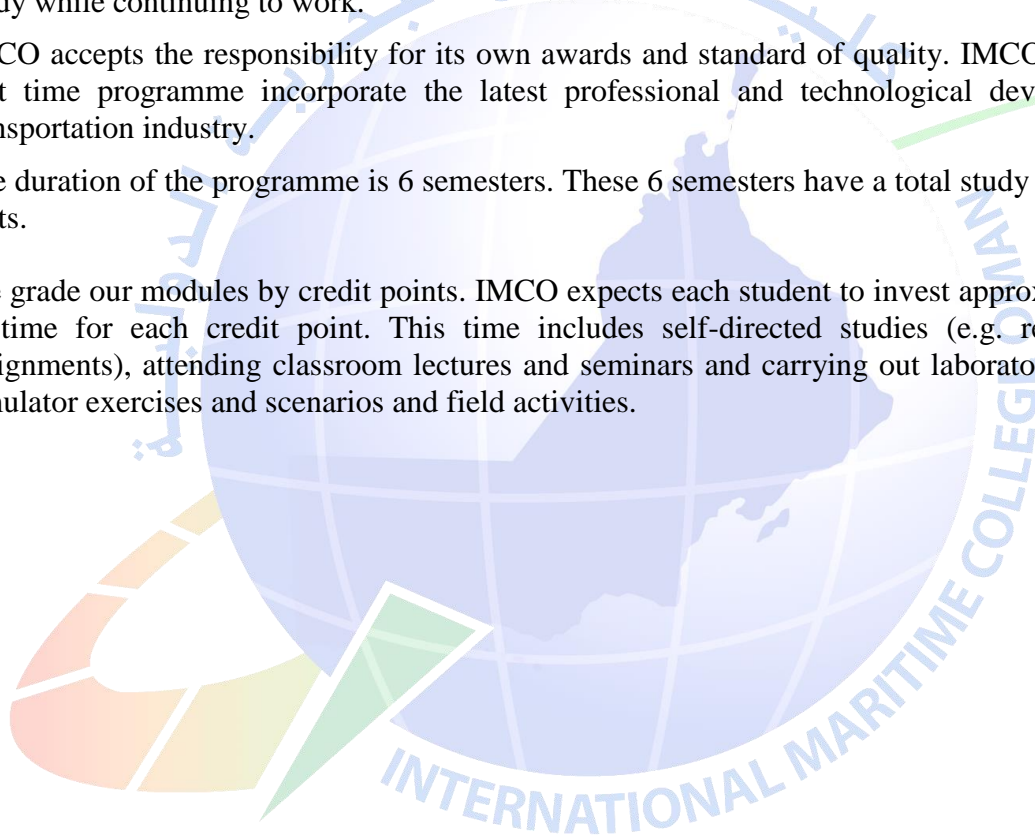 dy while continuing to work.
CO accepts the responsibility for its own awards and standard of quality. IMCO
t time programme incorporate the latest professional and technological dev
nsportation industry.
e duration of the programme is 6 semesters. These 6 semesters have a total study
ts.
e grade our modules by credit points. IMCO expects each student to invest approx
time for each credit point. This time includes self-directed studies (e.g. re
ignments), attending classroom lectures and seminars and carrying out laborato
nulator exercises and scenarios and field activities.
INTERNATIONAL MARITIME COLLEGE OMAN